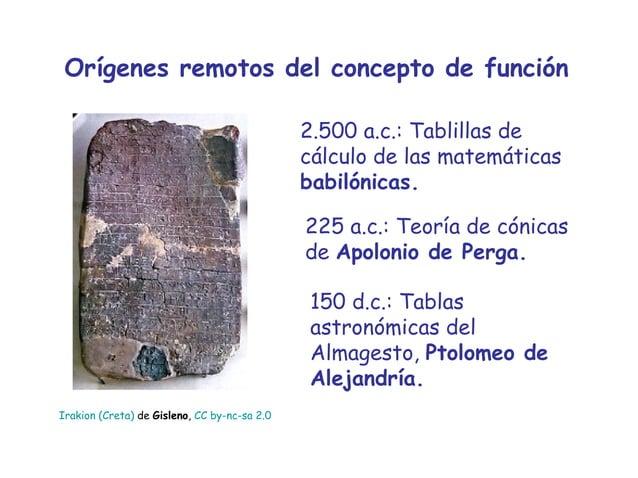 Orígenes remotos del concepto de función
2.500 a.c.: Tablillas de
cálculo de las matemáticas
babilónicas.
225 a.c.: Teoría de cónicas
de Apolonio de Perga.
150 d.c.: Tablas
astronómicas del
Almagesto, Ptolomeo de
Alejandría.
Irakion (Creta) de Gisleno, CC by-nc-sa 2.0